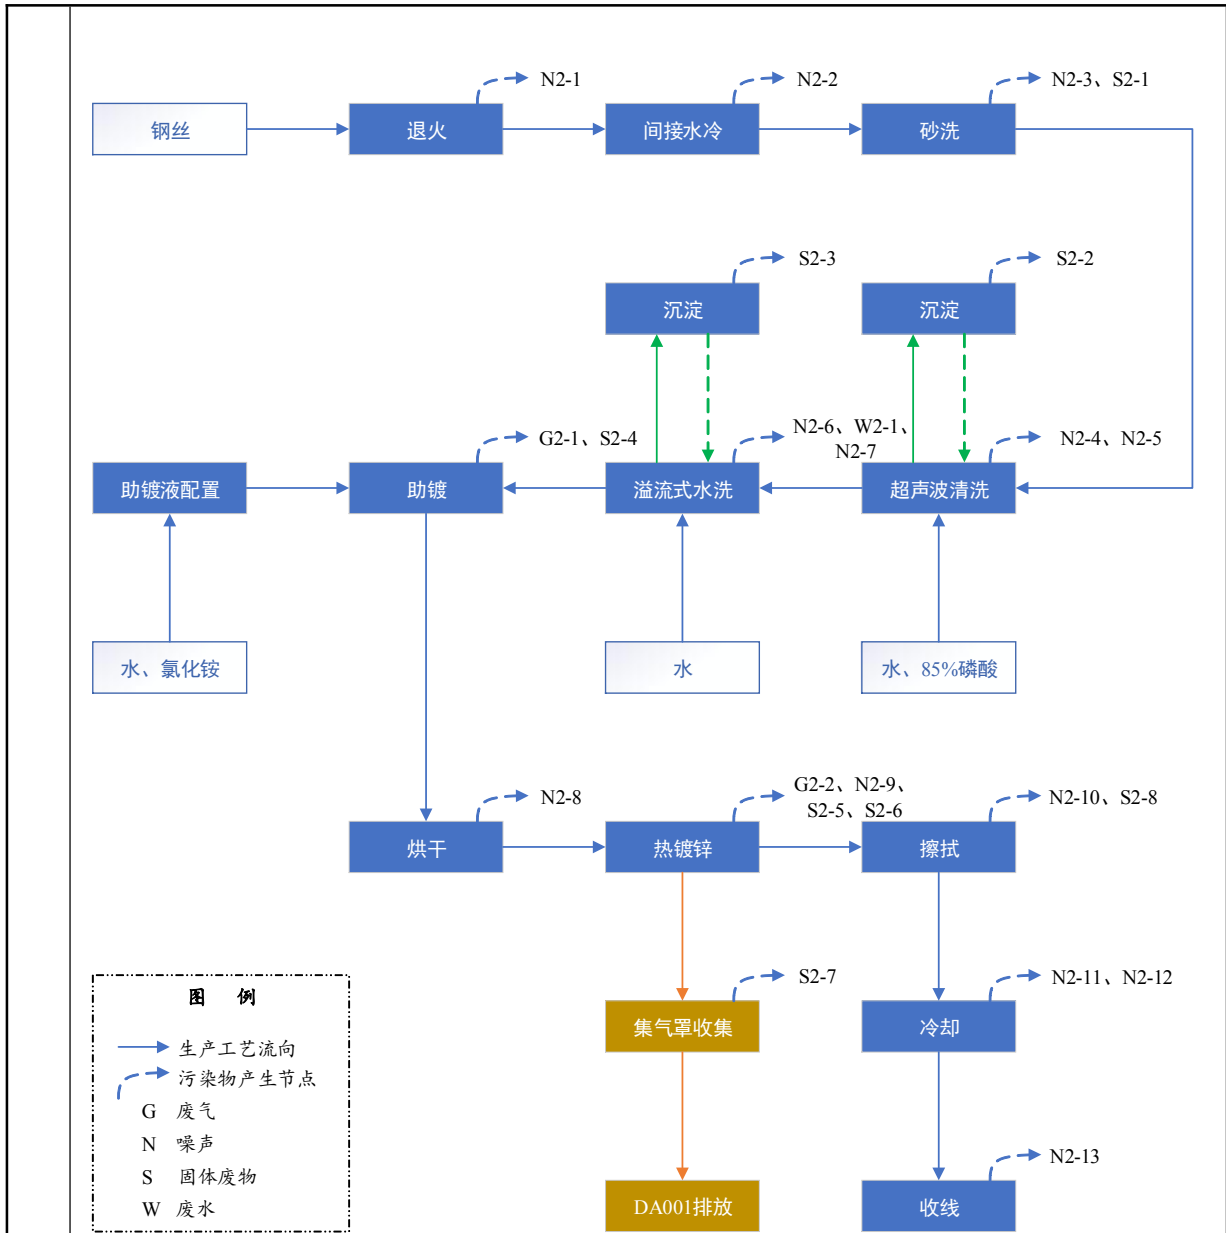 N2-1
N2-2
N2-3、S2-1
钢丝
退火
间接水冷
砂洗
S2-3
S2-2
沉淀
沉淀
G2-1、S2-4
N2-6、W2-1、
N2-7
N2-4、N2-5
助镀液配置
助镀
溢流式水洗
超声波清洗
水、氯化铵
水
水、85%磷酸
N2-8
G2-2、N2-9、
S2-5、S2-6
N2-10、S2-8
烘干
热镀锌
擦拭
S2-7
N2-11、N2-12
集气罩收集
冷却
N2-13
DA001排放
收线
图 例
生产工艺流向
污染物产生节点
G 废气
N 噪声
S 固体废物
W 废水